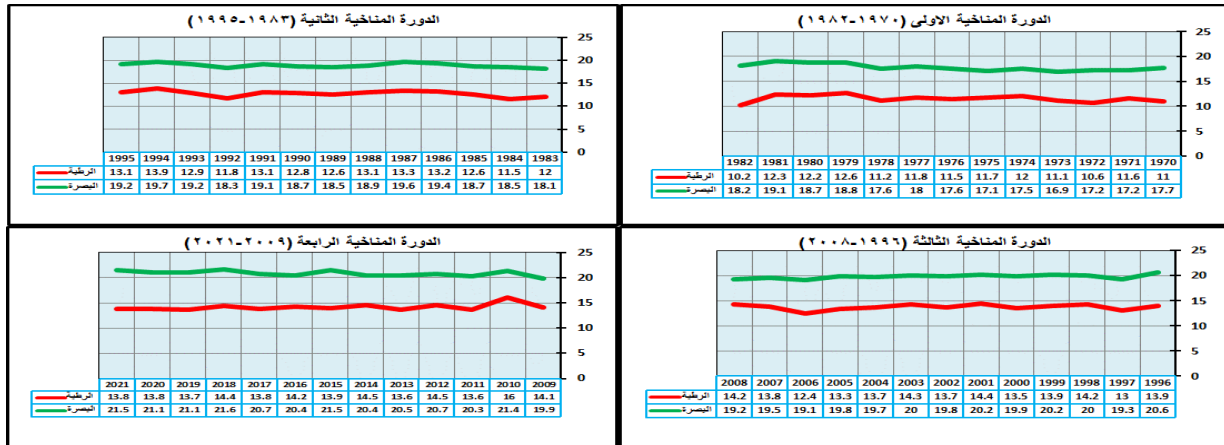 الدورة المناخية الاولى (١٩٧٠-١٩٨٢)
25
20
15
10
5
0
1982 1981 1980 1979 1978 1977 1976 1975 1974 1973 1972 1971 1970
الرطبة 10.2 12.3 12.2 12.6 11.2 11.8 11.5 11.7 12 11.1 10.6 11.6 11
البصرة 18.2 19.1 18.7 18.8 17.6 18 17.6 17.1 17.5 16.9 17.2 17.2 17.7
الدورة المناخية الثانية (١٩٨٣-١٩٩٥)
25
20
15
10
5
0
1995 1994 1993 1992 1991 1990 1989 1988 1987 1986 1985 1984 1983
الرطبة 13.1 13.9 12.9 11.8 13.1 12.8 12.6 13.1 13.3 13.2 12.6 11.5 12
البصرة 19.2 19.7 19.2 18.3 19.1 18.7 18.5 18.9 19.6 19.4 18.7 18.5 18.1
الدورة المناخية الثالثة (١٩٩٦-٢٠٠٨)
25
20
15
10
5
0
2008 2007 2006 2005 2004 2003 2002 2001 2000 1999 1998 1997 1996
الرطبة 14.2 13.8 12.4 13.3 13.7 14.3 13.7 14.4 13.5 13.9 14.2 13 13.9
البصرة 19.2 19.5 19.1 19.8 19.7 20 19.8 20.2 19.9 20.2 20 19.3 20.6
الدورة المناخية الرابعة (٢٠٠٩-٢٠٢١)
25
20
15
10
5
0
2021 2020 2019 2018 2017 2016 2015 2014 2013 2012 2011 2010 2009
الرطبة 13.8 13.8 13.7 14.4 13.8 14.2 13.9 14.5 13.6 14.5 13.6 16 14.1
البصرة 21.5 21.1 21.1 21.6 20.7 20.4 21.5 20.4 20.5 20.7 20.3 21.4 19.9